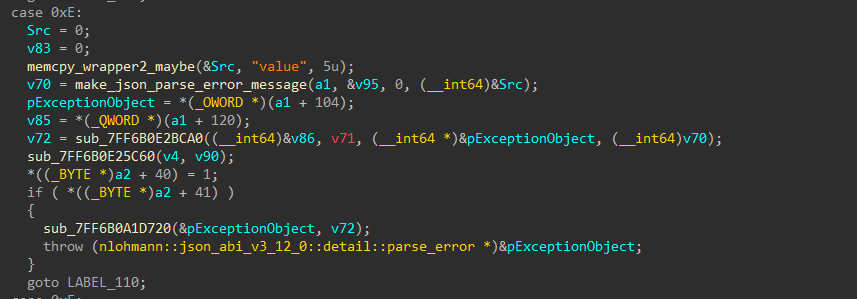 case 0xE:
Src = 0;
v83 = 0;
memcpy_wrapper2_maybe(&Src, "value", 5u);
v70 = make_json_parse_error_message(a1, &v95, 0, (__int64)&Src);
pExceptionObject = *(_OWORD *)(a1 + 104);
v85 = *(_QWORD *)(a1 + 120);
v72 = sub_7FF6B0E2BCA0((__int64)&v86, v71, (__int64 *)&pExceptionObject, (__int64)v70);
sub_7FF6B0E25C60(v4, v90);
*((_BYTE *)a2 + 40) = 1;
if ( *((_BYTE *)a2 + 41) )
{
sub_7FF6B0A1D720(&pExceptionObject, v72);
throw (nlohmann::json_abi_v3_12_0::detail::parse_error *)&pExceptionObject;
}
goto LABEL_110;